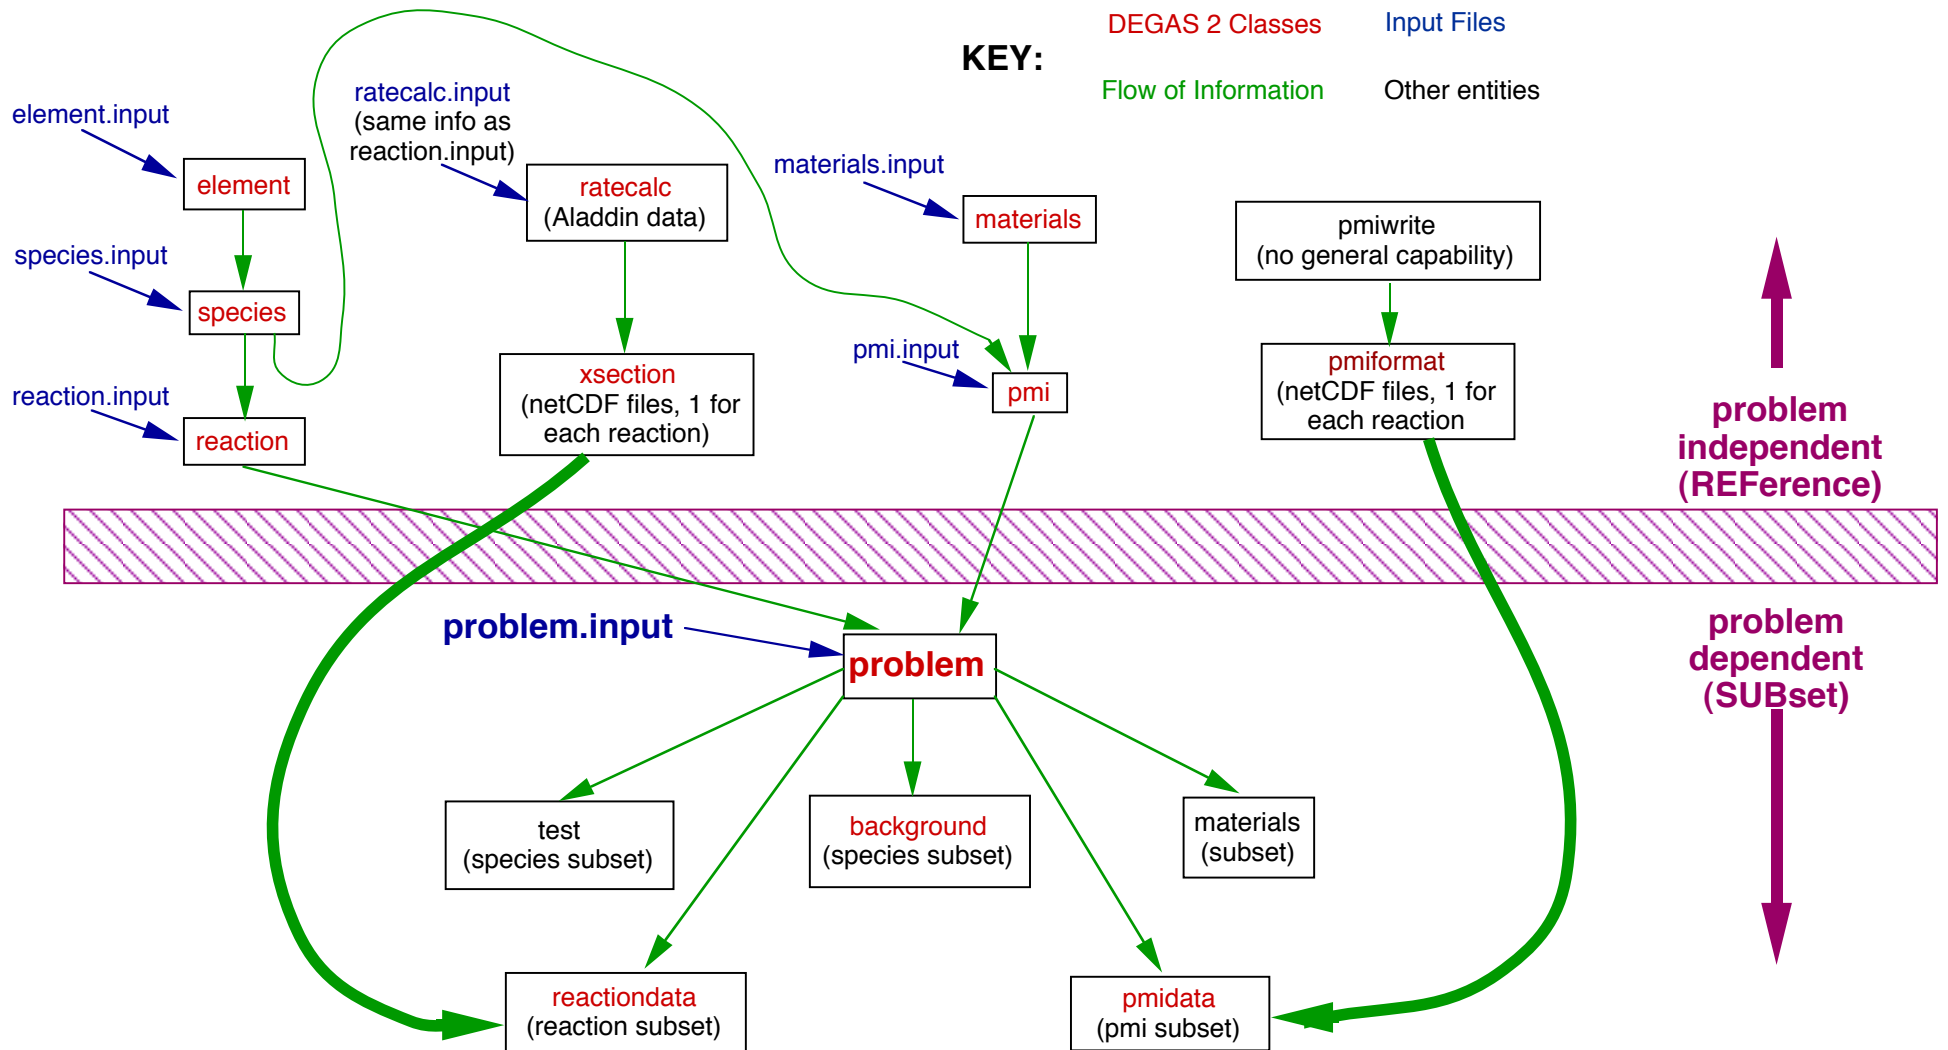 DEGAS 2 Classes
Input Files
KEY:
Flow of Information
Other entities
element.input
ratecalc.input
(same info as
reaction.input)
materials.input
element
ratecalc
(Aladdin data)
materials
pmiwrite
(no general capability)
species.input
species
pmi.input
xsection
(netCDF files, 1 for
each reaction)
pmi
pmiformat
(netCDF files, 1 for
each reaction
reaction.input
reaction
problem
independent
(REFerence)
problem.input
problem
problem
dependent
(SUBset)
test
(species subset)
background
(species subset)
materials
(subset)
reactiondata
(reaction subset)
pmidata
(pmi subset)